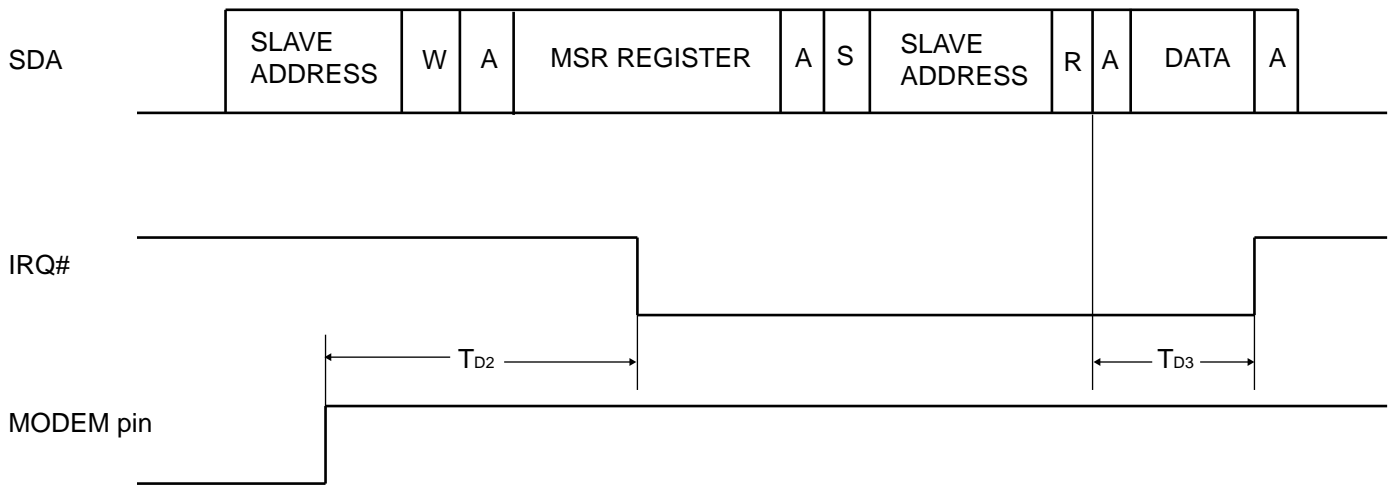 SDA
SLAVE
ADDRESS
W
A
MSR REGISTER
A
S
SLAVE
ADDRESS
R
A
DATA
A
IRQ#
TD2
TD3
MODEM pin